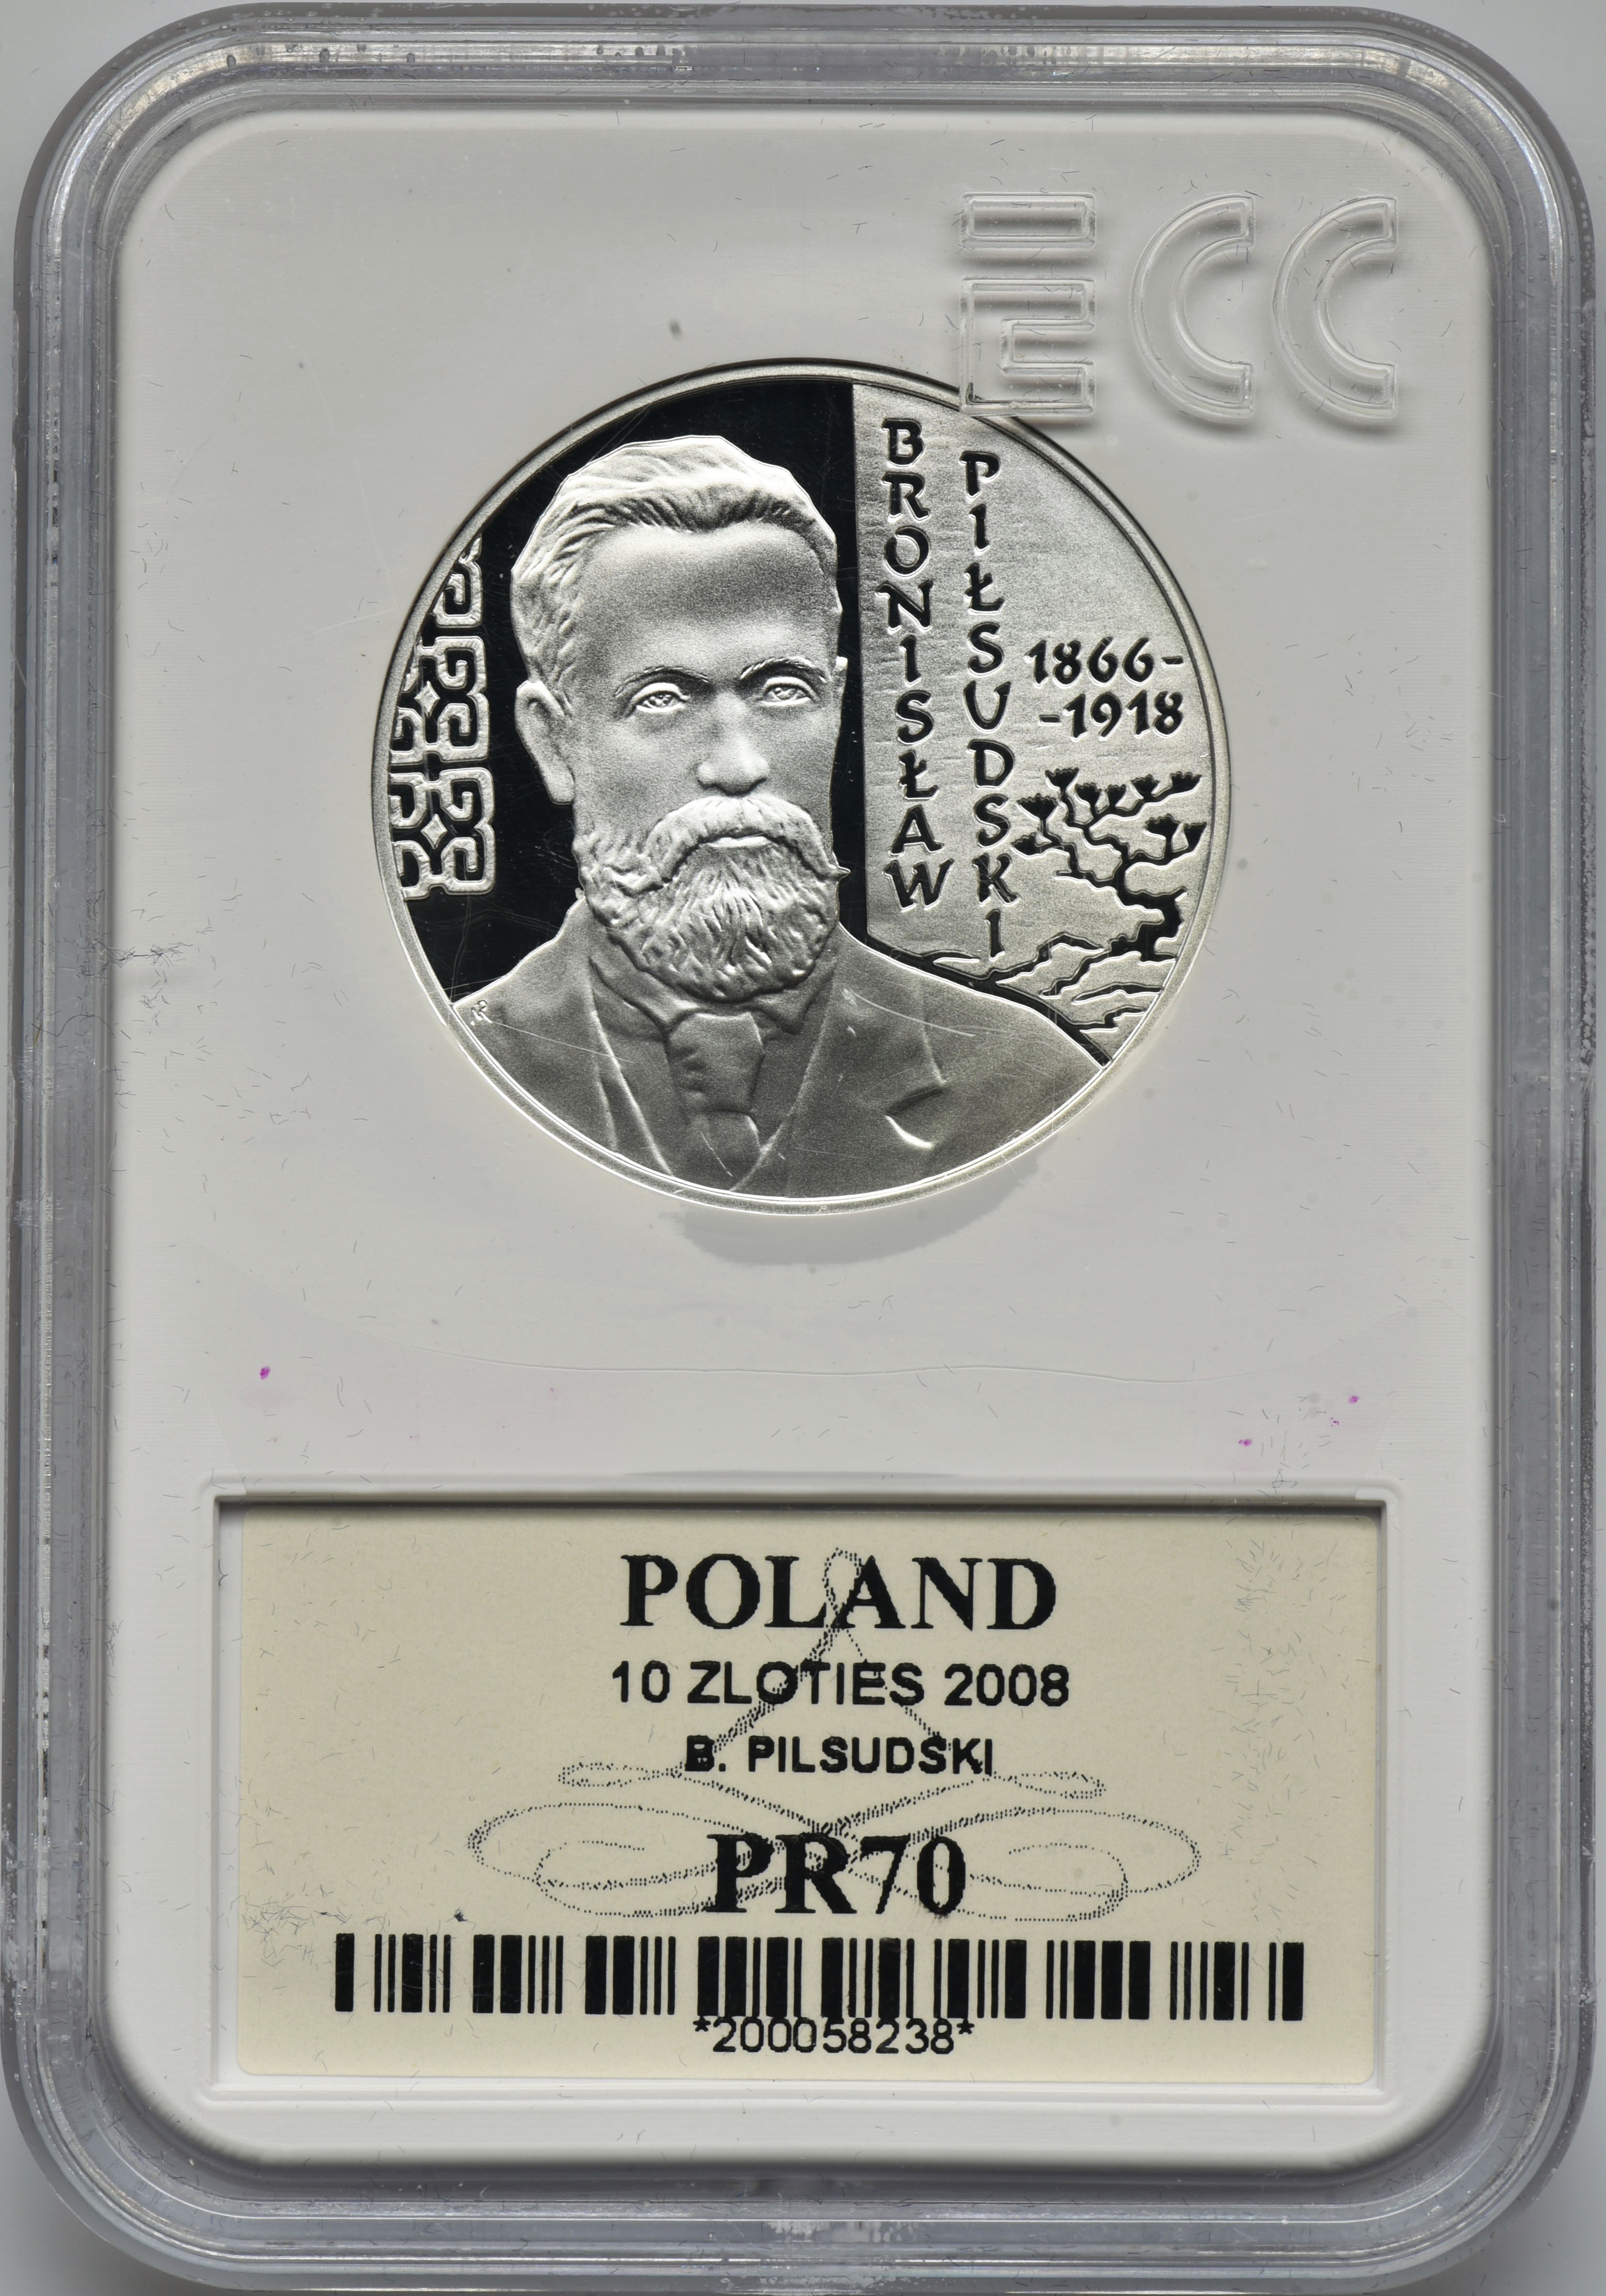 ECC
BRONISŁAW
PIŁSUDSKI
1866-
-1918
POLAND
10 ZLOTIES 2008
B. PILSUDSKI
PR70
*200058238*